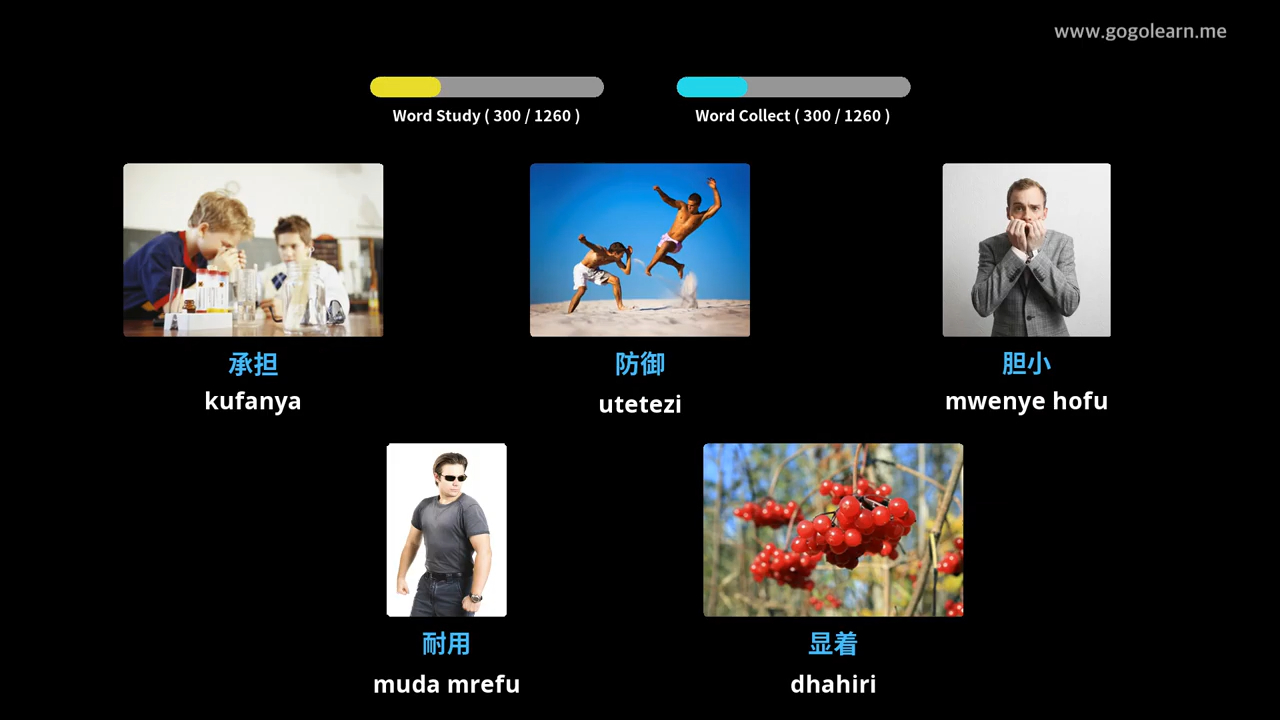 www.gogolearn.me
Word Study ( 300 / 1260 )
Word Collect ( 300 / 1260 )
承担
kufanya
防御
utetezi
胆小
mwenye hofu
耐用
muda mrefu
显着
dhahiri